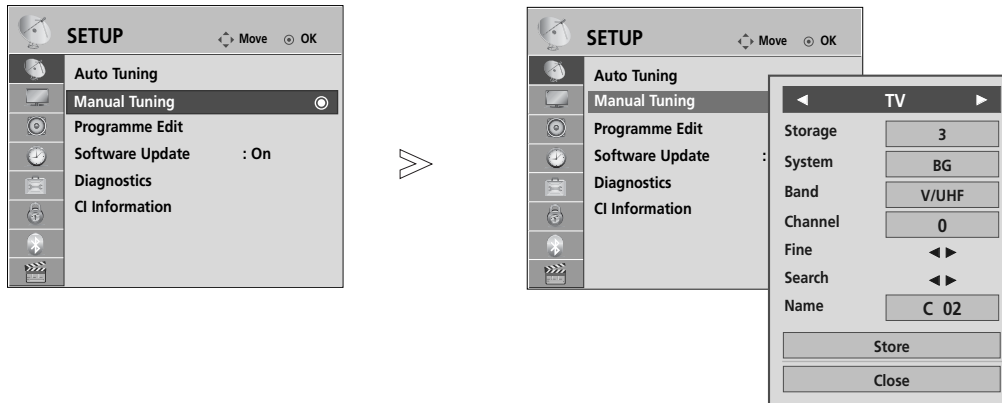 SETUP
Move OK
Auto Tuning
Manual Tuning
Programme Edit
Software Update : On
Diagnostics
CI Information
SETUP
Move OK
Auto Tuning
Manual Tuning
Programme Edit
Software Update :
Diagnostics
CI Information
◄ TV ►
Storage 3
System BG
Band V/UHF
Channel 0
Fine ◄ ►
Search ◄ ►
Name C 02
Store
Close